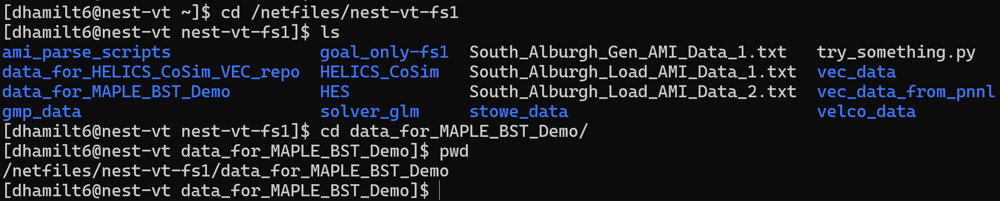 [dhamilt6@nest-vt ~]$ cd /netfiles/nest-vt-fs1
[dhamilt6@nest-vt nest-vt-fs1]$ ls
ami_parse_scripts goal_only-fs1 South_Alburgh_Gen_AMI_Data_1.txt try_something.py
data_for_HELICS_CoSim_VEC_repo HELICS_CoSim South_Alburgh_Load_AMI_Data_1.txt vec_data
data_for_MAPLE_BST_Demo HES South_Alburgh_Load_AMI_Data_2.txt vec_data_from_pnnl
gmp_data solver_glm stowe_data velco_data
[dhamilt6@nest-vt nest-vt-fs1]$ cd data_for_MAPLE_BST_Demo/
[dhamilt6@nest-vt data_for_MAPLE_BST_Demo]$ pwd
/netfiles/nest-vt-fs1/data_for_MAPLE_BST_Demo
[dhamilt6@nest-vt data_for_MAPLE_BST_Demo]$